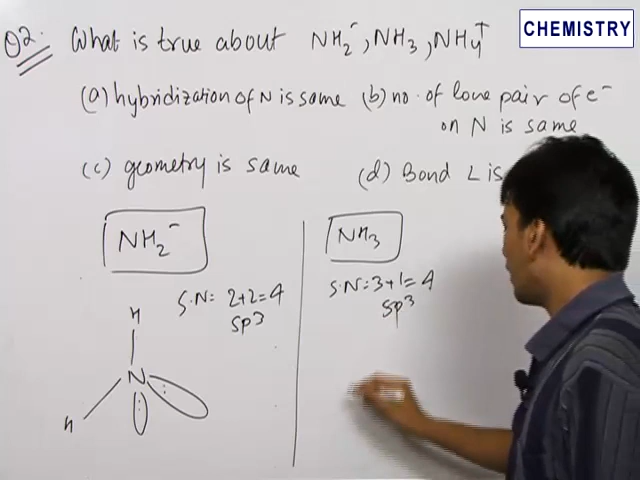 CHEMISTRY
Q2. What is true about NH2⁻, NH3, NH4⁺
(a) hybridization of N is same (b) no. of lone pair of e⁻
on N is same
(c) geometry is same (d) Bond L is
NH2⁻
NH3
S.N = 2+2=4
sp3
S.N = 3+1=4
sp3
H
N
H